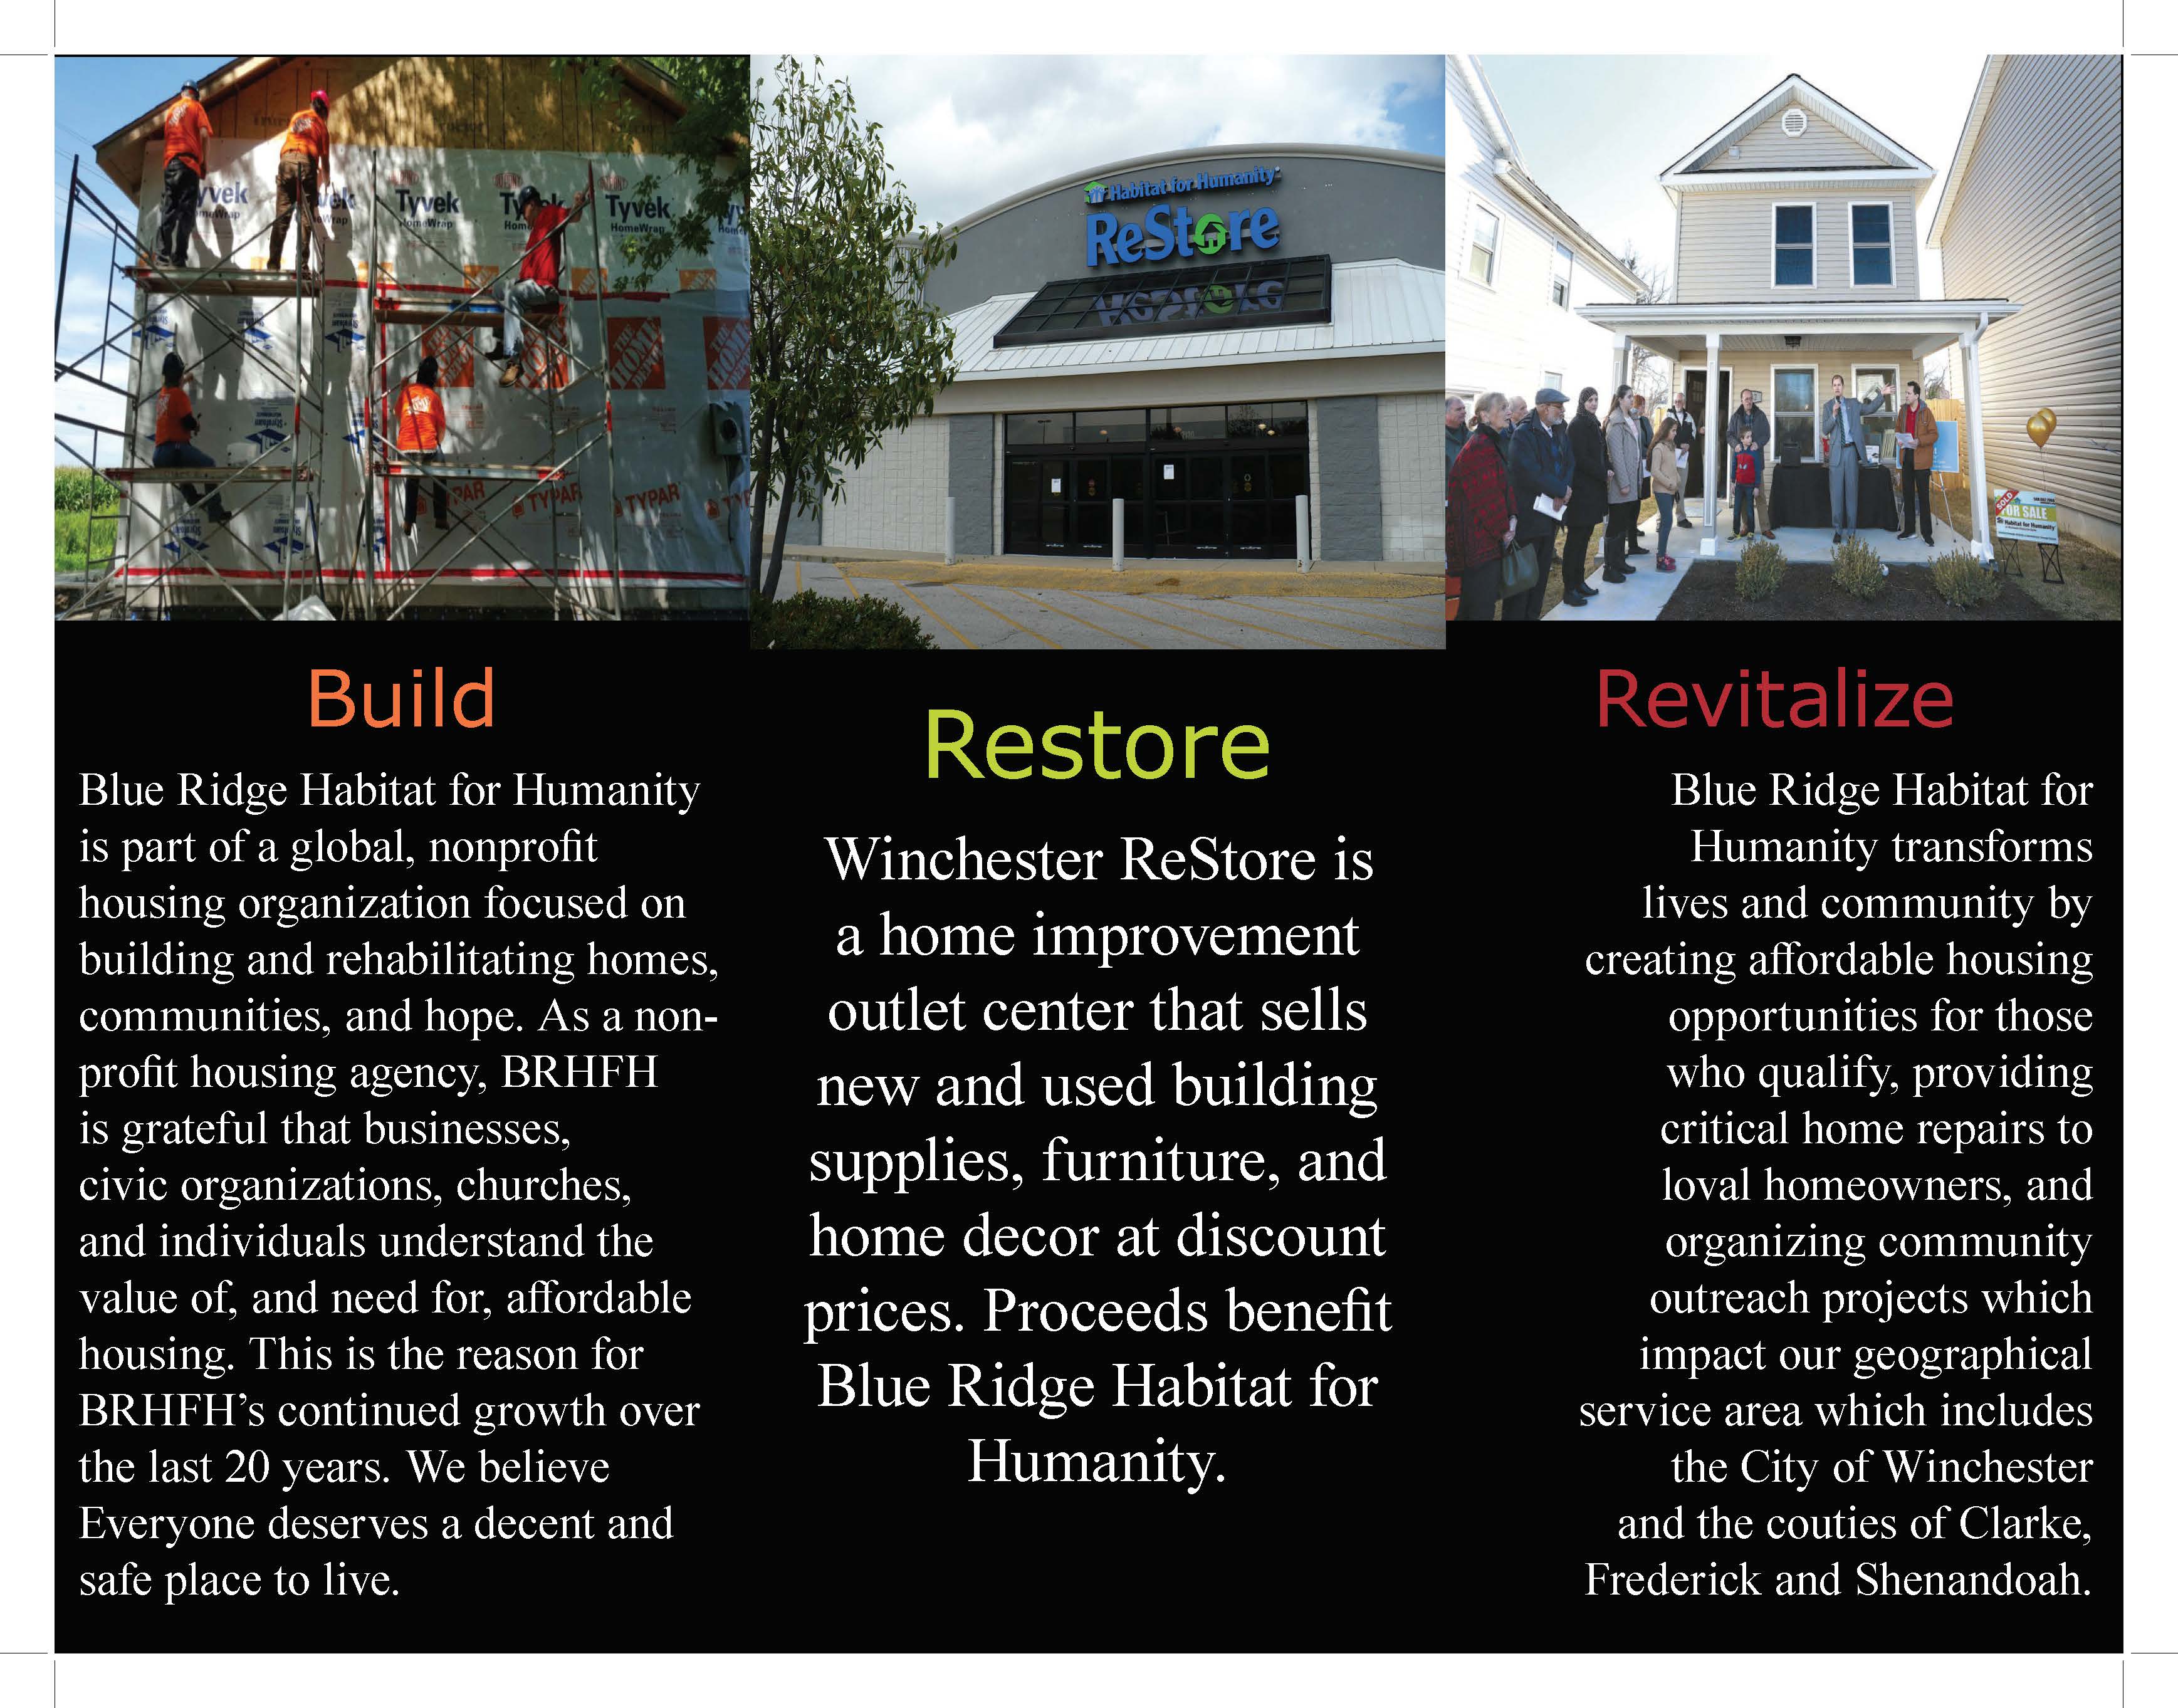 Tyvek
HomeWrap
Tyvek
HomeWrap
TYPAR
TYPAR
THE HOME DEPOT
Habitat for Humanity
ReStore
SOLD
FOR SALE
Habitat for Humanity
Build
Blue Ridge Habitat for Humanity
is part of a global, nonprofit
housing organization focused on
building and rehabilitating homes,
communities, and hope. As a non-
profit housing agency, BRHFH
is grateful that businesses,
civic organizations, churches,
and individuals understand the
value of, and need for, affordable
housing. This is the reason for
BRHFH’s continued growth over
the last 20 years. We believe
Everyone deserves a decent and
safe place to live.
Restore
Winchester ReStore is
a home improvement
outlet center that sells
new and used building
supplies, furniture, and
home decor at discount
prices. Proceeds benefit
Blue Ridge Habitat for
Humanity.
Revitalize
Blue Ridge Habitat for
Humanity transforms
lives and community by
creating affordable housing
opportunities for those
who qualify, providing
critical home repairs to
loval homeowners, and
organizing community
outreach projects which
impact our geographical
service area which includes
the City of Winchester
and the couties of Clarke,
Frederick and Shenandoah.